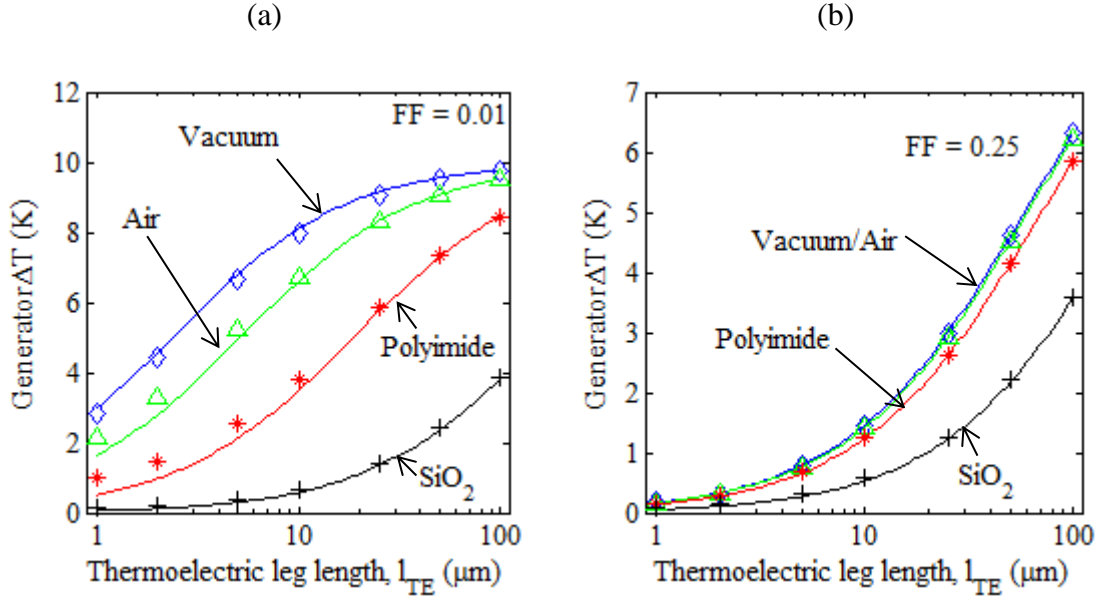 (a)
(b)
12
10
8
6
4
2
0
Generator ΔT (K)
FF = 0.01
Vacuum
Air
Polyimide
SiO2
1
10
100
Thermoelectric leg length, lTE (μm)
7
6
5
4
3
2
1
0
Generator ΔT (K)
FF = 0.25
Vacuum/Air
Polyimide
SiO2
1
10
100
Thermoelectric leg length, lTE (μm)